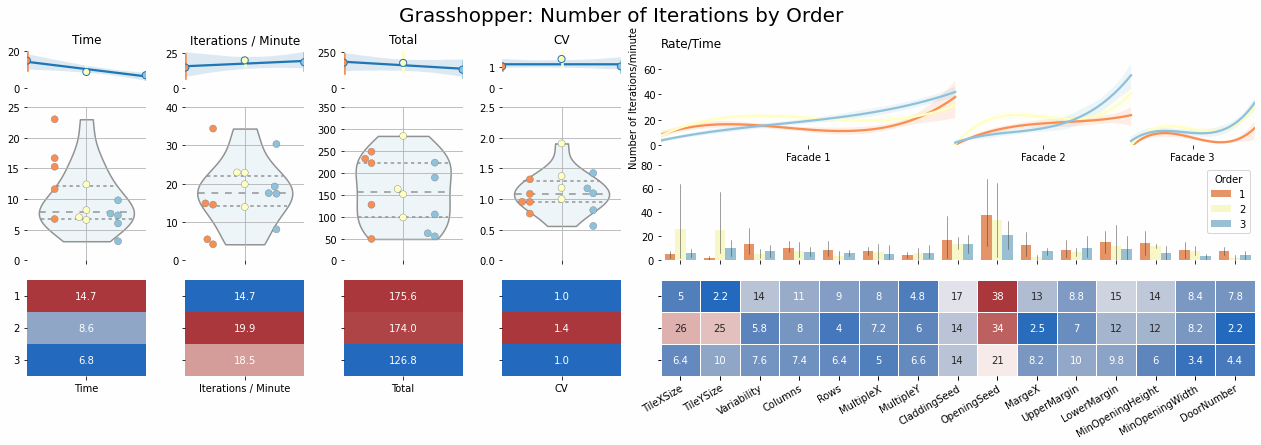 Grasshopper: Number of Iterations by Order
Time
Iterations / Minute
Total
CV
Rate/Time
20
0
25
0
250
0
1
60
40
20
0
Number of Iterations/minute
Facade 1
Facade 2
Facade 3
25
20
15
10
5
0
40
30
20
10
0
350
300
250
200
150
100
50
0
2.5
2.0
1.5
1.0
0.5
0.0
80
60
40
20
0
Order
1
2
3
1
2
3
14.7
8.6
6.8
14.7
19.9
18.5
175.6
174.0
126.8
1.0
1.4
1.0
5 2.2 14 11 9 8 4.8 17 38 13 8.8 15 14 8.4 7.8
26 25 5.8 8 4 7.2 6 14 34 2.5 7 12 12 8.2 2.2
6.4 10 7.6 7.4 6.4 5 6.6 14 21 8.2 10 9.8 6 3.4 4.4
Time
Iterations / Minute
Total
CV
TileXSize
TileYSize
Variability
Columns
Rows
MultipleX
MultipleY
CladdingSeed
OpeningSeed
MargeX
UpperMargin
LowerMargin
MinOpeningHeight
MinOpeningWidth
DoorNumber